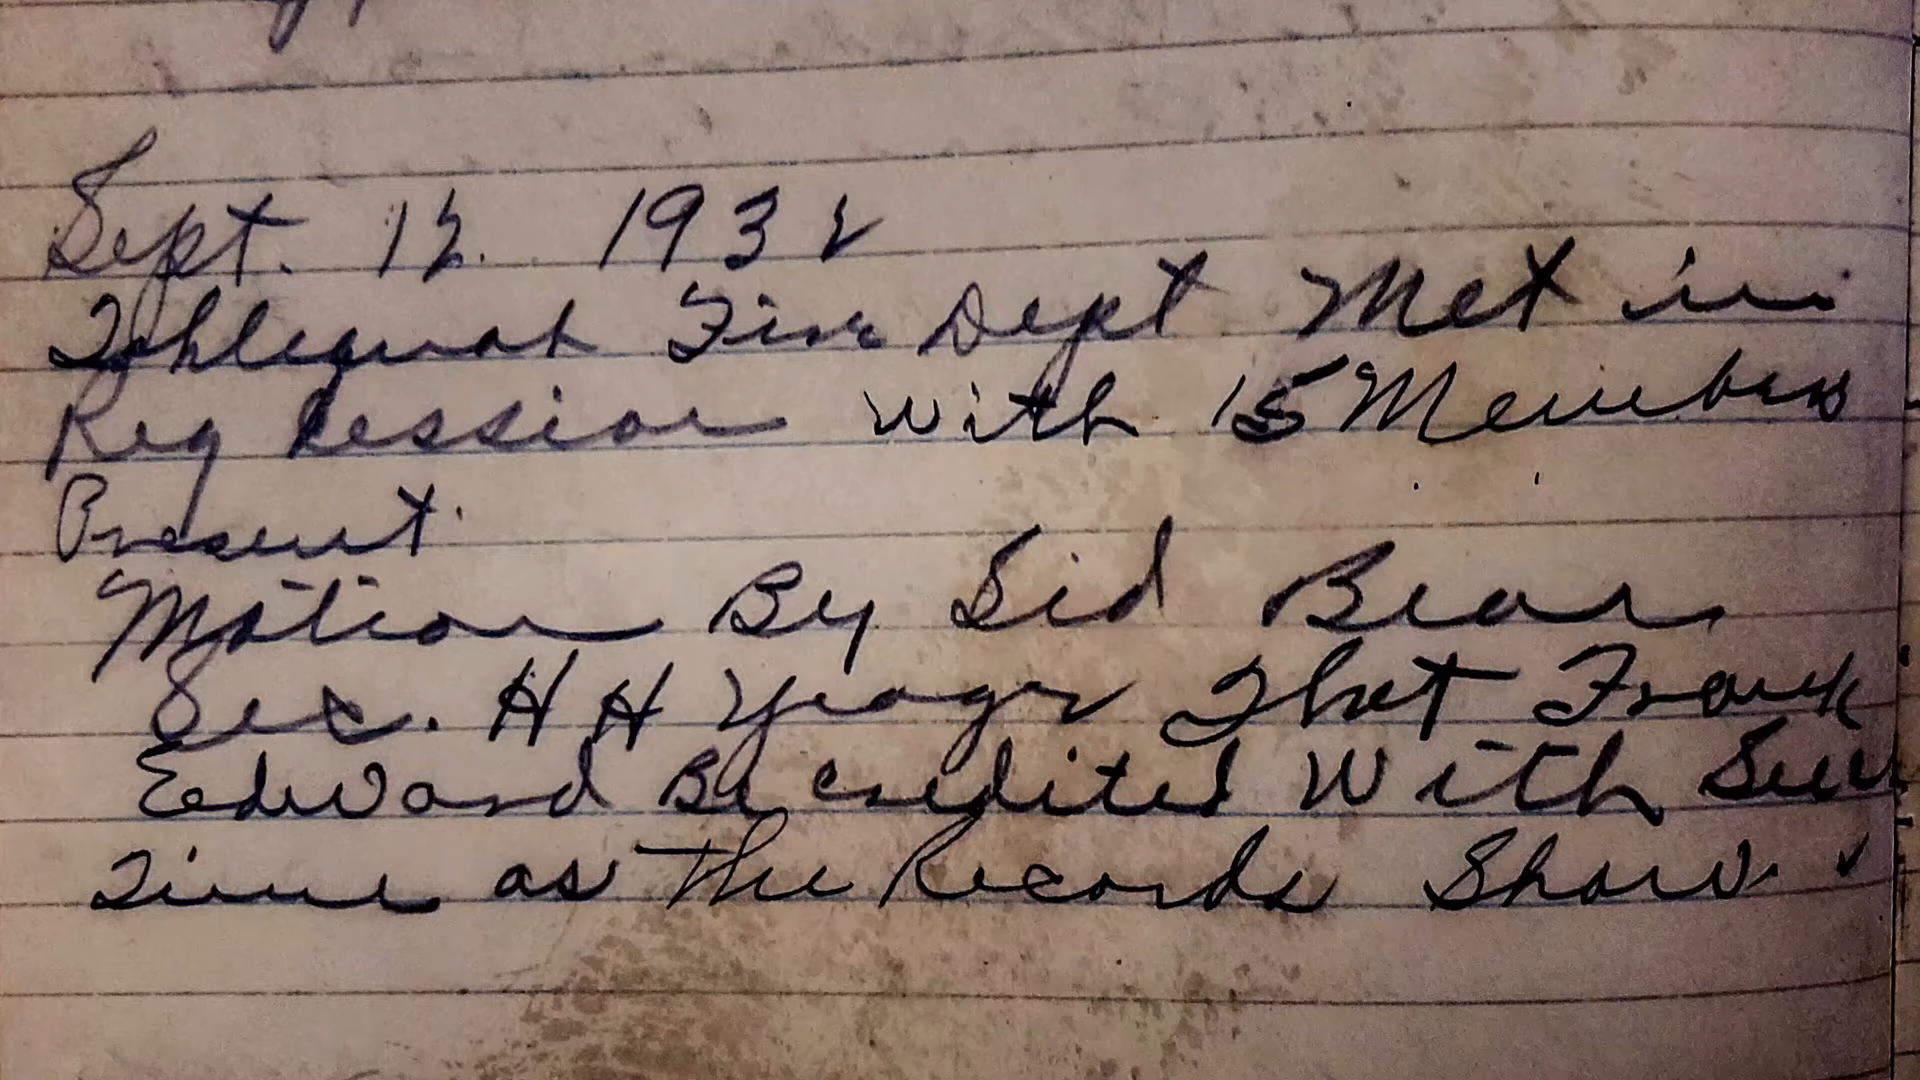 Sept. 12. 1932
Tahlequah Fire Dept Met in
Reg Session with 15 Members
Present.
Motion By Sid Bean
Sec. H H Yeager That Frank
Edward Be credited With
Time as The Records Show.